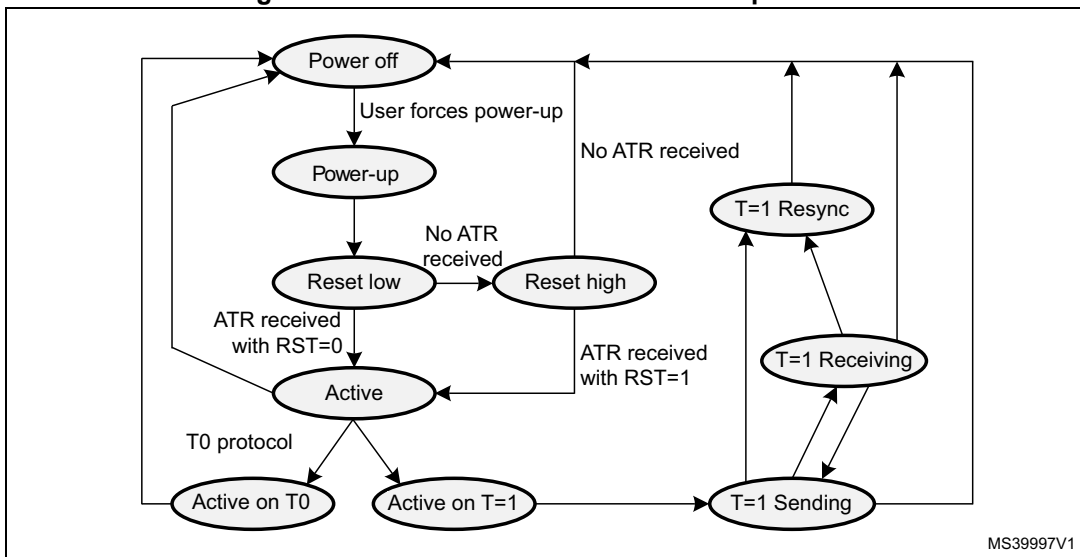 Power off
User forces power-up
Power-up
No ATR received
T=1 Resync
No ATR
received
Reset low
Reset high
ATR received
with RST=0
ATR received
with RST=1
T=1 Receiving
Active
T0 protocol
Active on T0
Active on T=1
T=1 Sending
MS39997V1